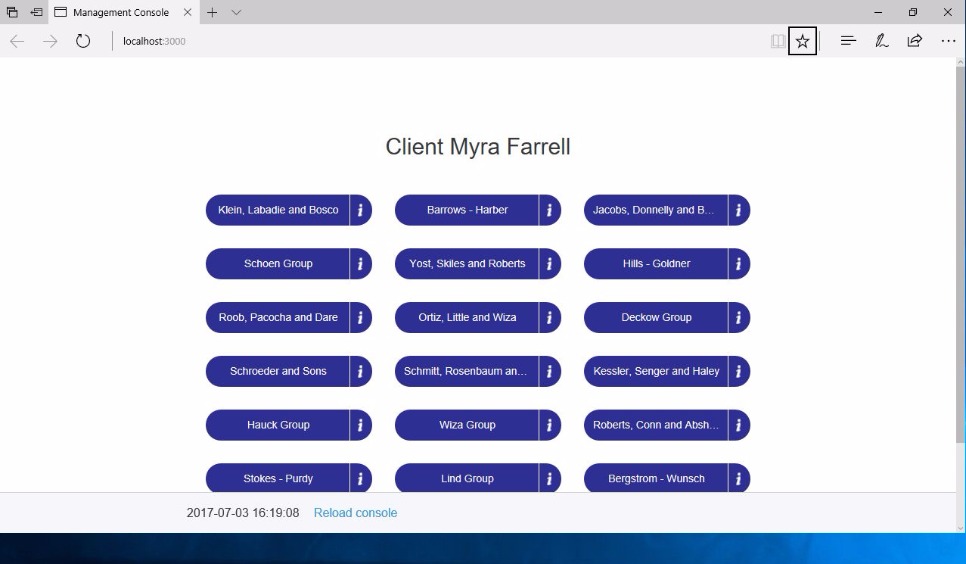 Management Console
localhost:3000
Client Myra Farrell
Klein, Labadie and Bosco i Barrows - Harber i Jacobs, Donnelly and B... i
Schoen Group i Yost, Skiles and Roberts i Hills - Goldner i
Roob, Pacocha and Dare i Ortiz, Little and Wiza i Deckow Group i
Schroeder and Sons i Schmitt, Rosenbaum an... i Kessler, Senger and Haley i
Hauck Group i Wiza Group i Roberts, Conn and Absh... i
Stokes - Purdy i Lind Group i Bergstrom - Wunsch i
2017-07-03 16:19:08 Reload console